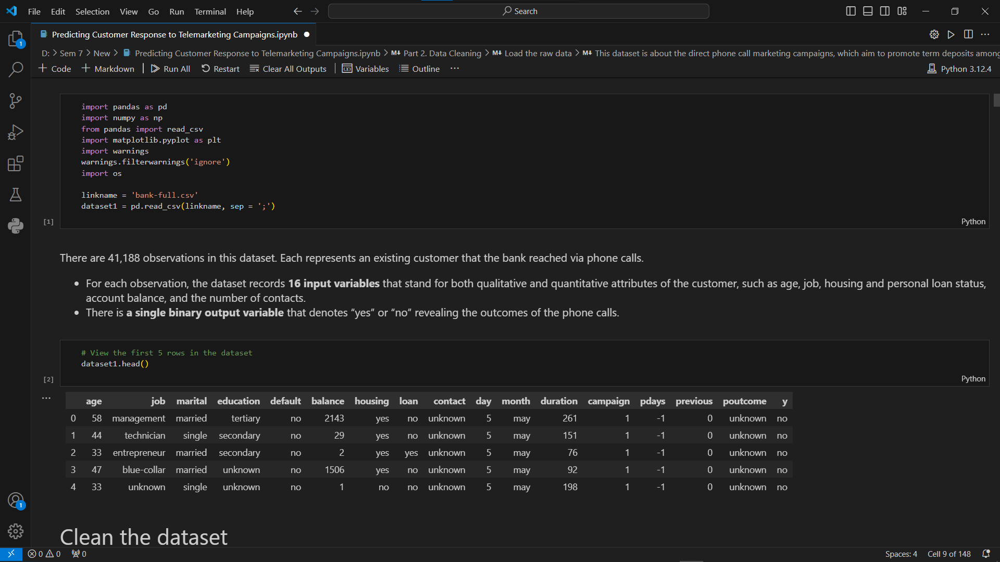 File Edit Selection View Go Run Terminal Help
Search
Predicting Customer Response to Telemarketing Campaigns.ipynb
D: > Sem 7 > New > Predicting Customer Response to Telemarketing Campaigns.ipynb > M↓ Part 2. Data Cleaning > M↓ Load the raw data > M↓ This dataset is about the direct phone call marketing campaigns, which aim to promote term deposits among
+ Code + Markdown | Run All Restart Clear All Outputs | Variables Outline ···
Python 3.12.4
import pandas as pd
import numpy as np
from pandas import read_csv
import matplotlib.pyplot as plt
import warnings
warnings.filterwarnings('ignore')
import os
linkname = 'bank-full.csv'
dataset1 = pd.read_csv(linkname, sep = ';')
[1]
Python
There are 41,188 observations in this dataset. Each represents an existing customer that the bank reached via phone calls.
• For each observation, the dataset records 16 input variables that stand for both qualitative and quantitative attributes of the customer, such as age, job, housing and personal loan status,
account balance, and the number of contacts.
• There is a single binary output variable that denotes “yes” or “no” revealing the outcomes of the phone calls.
# View the first 5 rows in the dataset
dataset1.head()
[2]
Python
age job marital education default balance housing loan contact day month duration campaign pdays previous poutcome y
0 58 management married tertiary no 2143 yes no unknown 5 may 261 1 -1 0 unknown no
1 44 technician single secondary no 29 yes no unknown 5 may 151 1 -1 0 unknown no
2 33 entrepreneur married secondary no 2 yes yes unknown 5 may 76 1 -1 0 unknown no
3 47 blue-collar married unknown no 1506 yes no unknown 5 may 92 1 -1 0 unknown no
4 33 unknown single unknown no 1 no no unknown 5 may 198 1 -1 0 unknown no
Clean the dataset
1
1
0 0 0
Spaces: 4 Cell 9 of 148